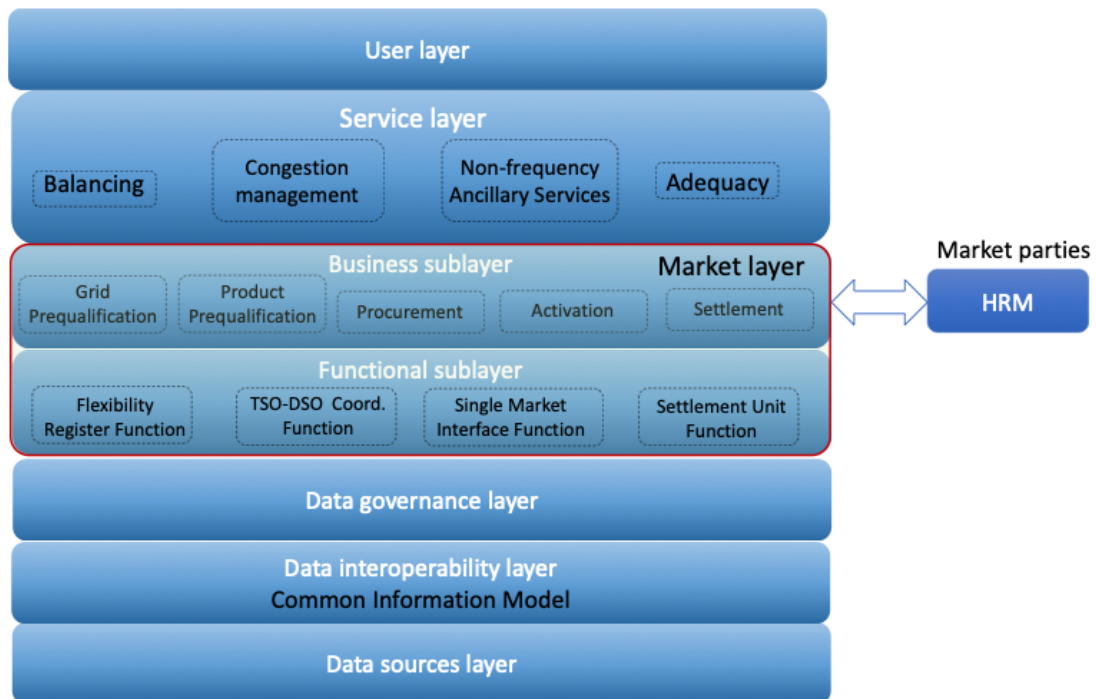 User layer
Service layer
Balancing
Congestion
management
Non-frequency
Ancillary Services
Adequacy
Business sublayer
Market layer
Grid
Prequalification
Product
Prequalification
Procurement
Activation
Settlement
Market parties
HRM
Functional sublayer
Flexibility
Register Function
TSO-DSO Coord.
Function
Single Market
Interface Function
Settlement Unit
Function
Data governance layer
Data interoperability layer
Common Information Model
Data sources layer